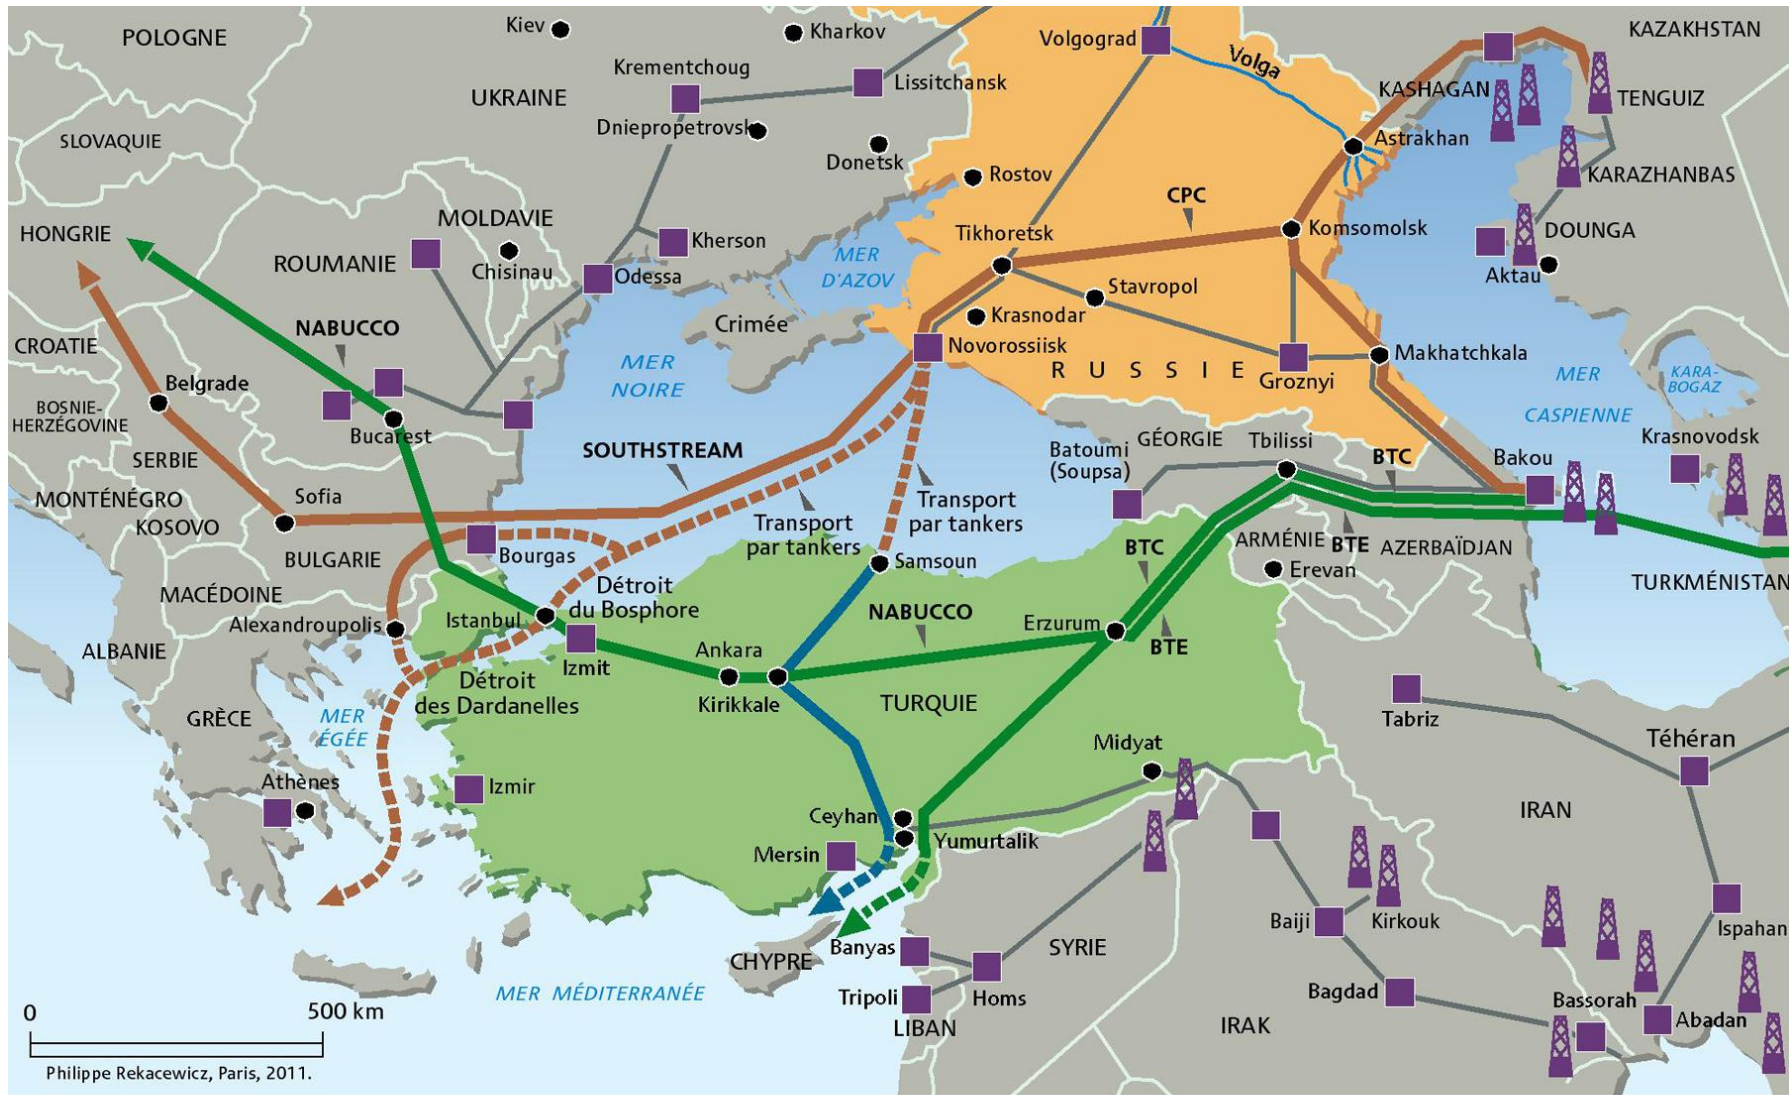 POLOGNE
Kiev
Kharkov
Volgograd
Volga
KAZAKHSTAN
Krementchoug
Lissitchansk
UKRAINE
KASHAGAN
TENGUIZ
SLOVAQUIE
Dniepropetrovsk
Donetsk
Astrakhan
Rostov
KARAZHANBAS
CPC
MOLDAVIE
HONGRIE
ROUMANIE
Chisinau
Kherson
Odessa
MER
D'AZOV
Tikhoretsk
Komsomolsk
DOUNGA
Aktau
Stavropol
NABUCCO
Crimée
Krasnodar
Novorossiisk
CROATIE
MER
NOIRE
RUSSIE
Groznyi
Makhatchkala
MER
CASPIENNE
KARA-
BOGAZ
Belgrade
BOSNIE-
HERZÉGOVINE
Bucarest
SERBIE
SOUTHSTREAM
Batoumi
(Soupsa)
GÉORGIE
Tbilissi
BTC
Bakou
Krasnovodsk
MONTÉNÉGRO
KOSOVO
Sofia
Transport
par tankers
Transport
par tankers
BULGARIE
Bourgas
BTC
ARMÉNIE
BTE
AZERBAÏDJAN
Samsoun
Erevan
TURKMÉNISTAN
MACÉDOINE
Détroit
du Bosphore
NABUCCO
Alexandroupolis
Istanbul
Erzurum
ALBANIE
Izmit
Ankara
BTE
Détroit
des Dardanelles
Kirikkale
TURQUIE
GRÈCE
MER
ÉGÉE
Tabriz
Midyat
Téhéran
Athènes
Izmir
Ceyhan
IRAN
Mersin
Yumurtalik
Baiji
Kirkouk
Ispahan
Banyas
SYRIE
CHYPRE
MER MÉDITERRANÉE
Tripoli
Homs
Bagdad
Bassorah
Abadan
LIBAN
IRAK
0
500 km
Philippe Rekacewicz, Paris, 2011.